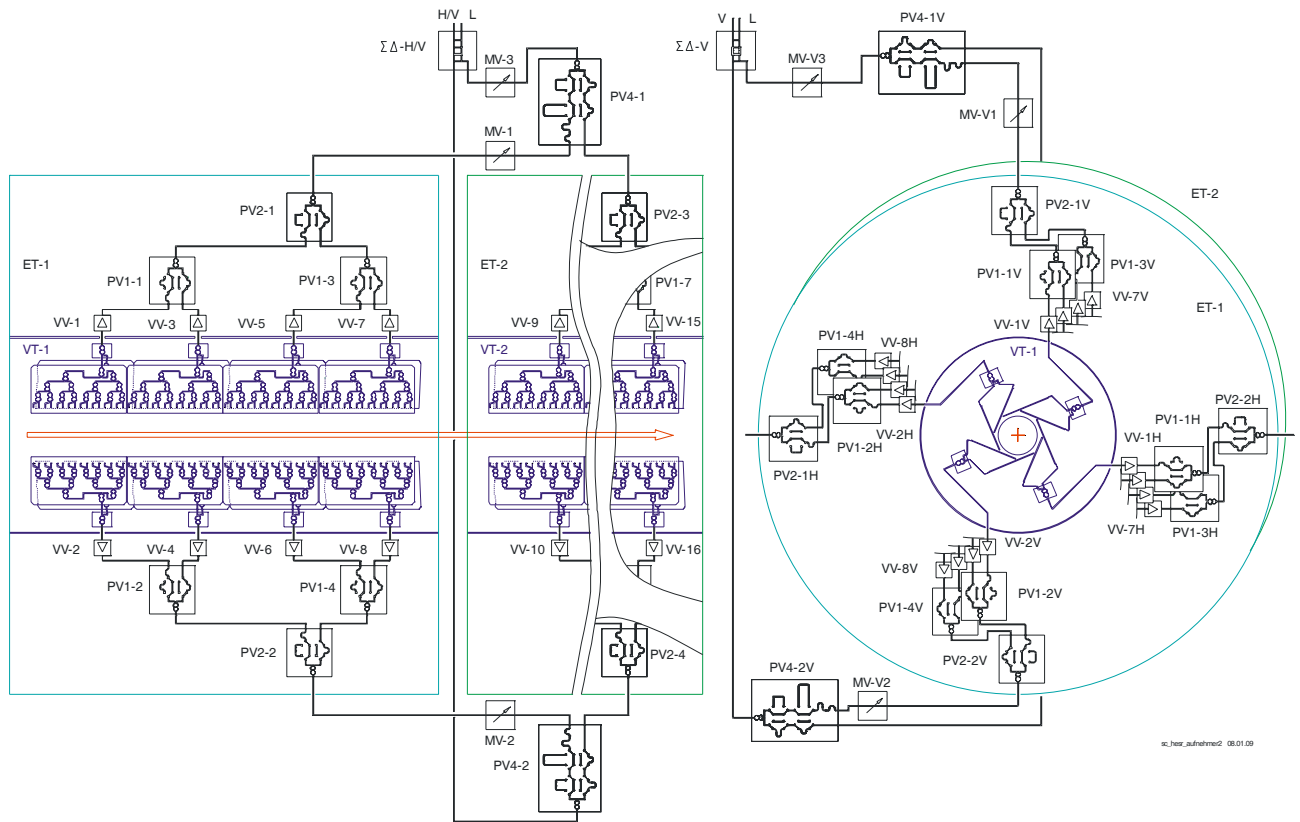 H/V L
ΣΔ-H/V
MV-3
PV4-1
MV-1
PV2-1
PV2-3
ET-1
PV1-1
PV1-3
ET-2
PV1-7
VV-1
VV-3
VV-5
VV-7
VV-9
VV-15
VT-1
VT-2
VV-2
VV-4
VV-6
VV-8
VV-10
VV-16
PV1-2
PV1-4
PV2-2
PV2-4
MV-2
PV4-2
V L
ΣΔ-V
MV-V3
PV4-1V
MV-V1
ET-2
PV2-1V
PV1-1V
PV1-3V
VV-7V
ET-1
VV-1V
PV1-4H
VV-8H
VT-1
PV1-2H
VV-2H
PV2-1H
PV2-2H
PV1-1H
VV-1H
VV-7H
PV1-3H
VV-2V
VV-8V
PV1-4V
PV1-2V
PV2-2V
PV4-2V
MV-V2
sc_hesr_aufnehmer2 08.01.09